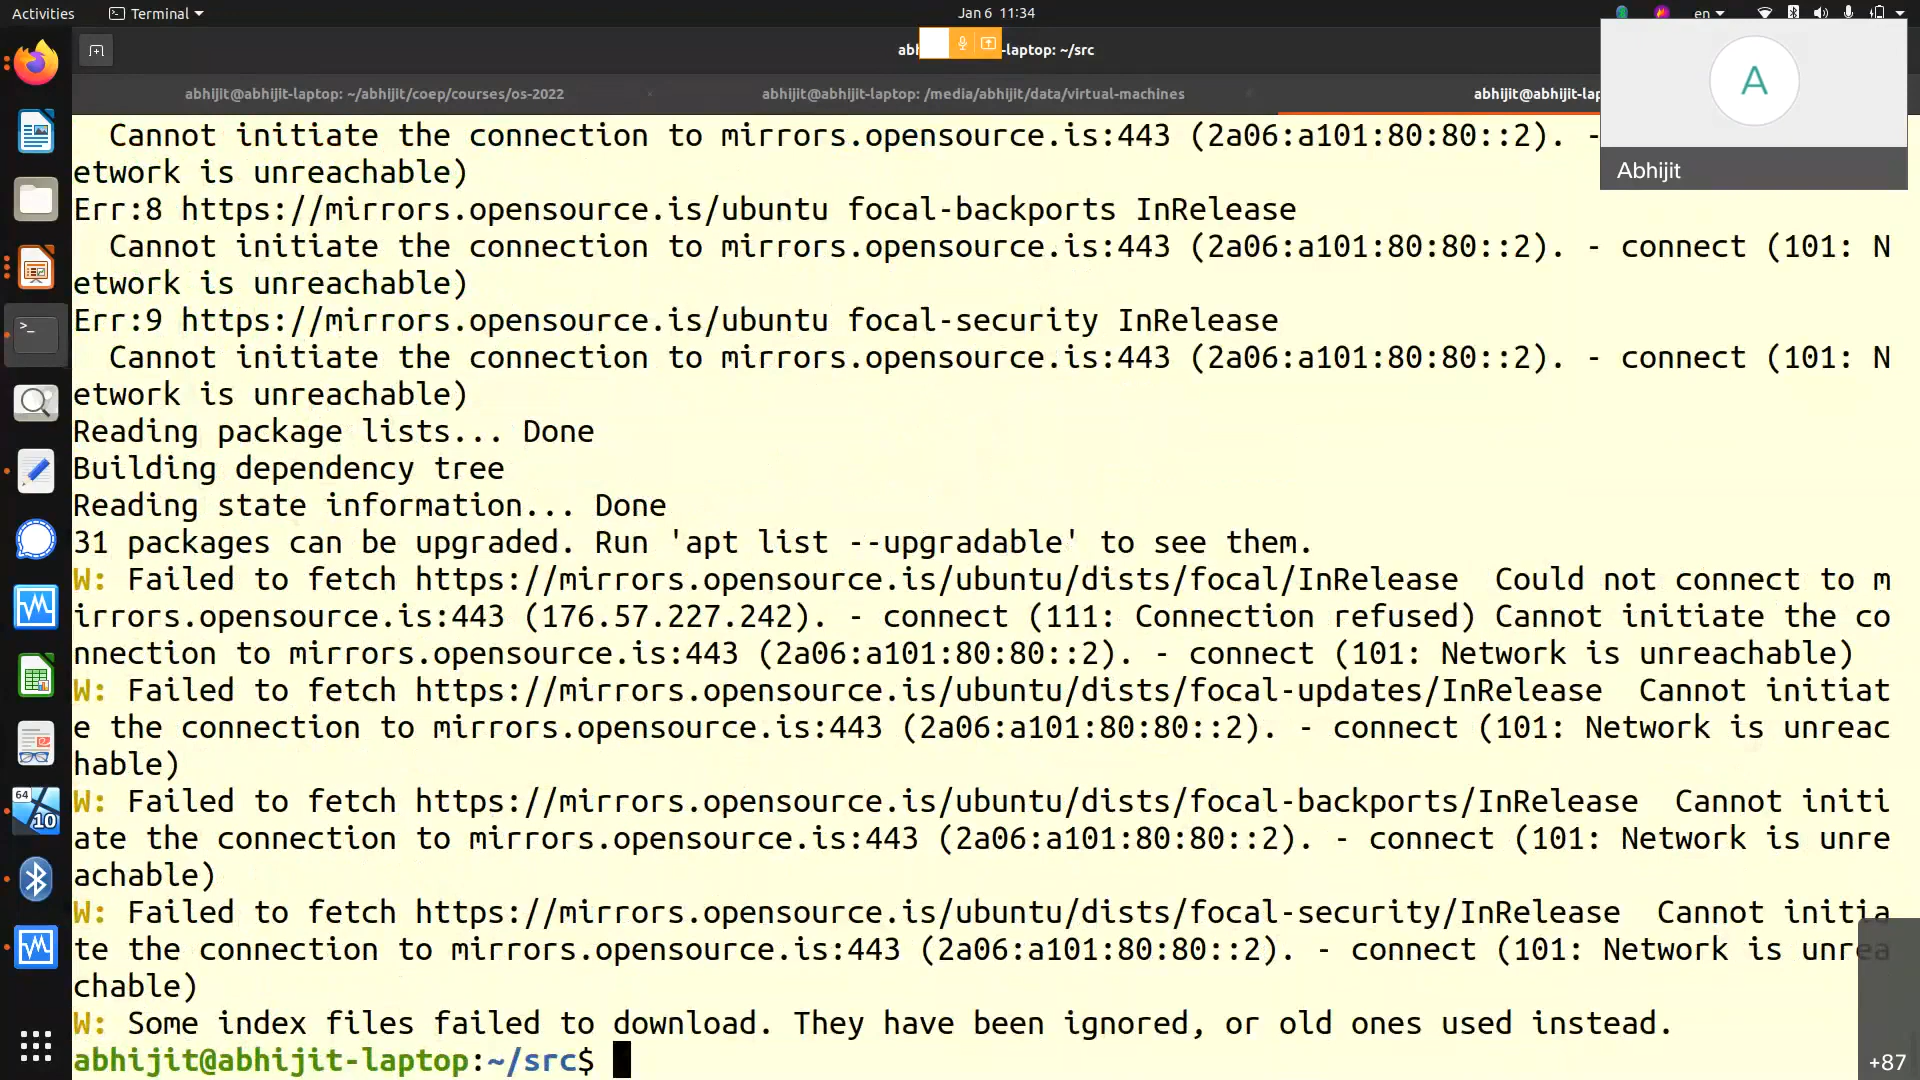 Activities Terminal Jan 6 11:34 en
abhijit@abhijit-laptop: ~/abhijit/coep/courses/os-2022 abhijit@abhijit-laptop: /media/abhijit/data/virtual-machines abhijit@abhijit-lap
-laptop: ~/src
A
Abhijit
Cannot initiate the connection to mirrors.opensource.is:443 (2a06:a101:80:80::2). -
etwork is unreachable)
Err:8 https://mirrors.opensource.is/ubuntu focal-backports InRelease
Cannot initiate the connection to mirrors.opensource.is:443 (2a06:a101:80:80::2). - connect (101: N
etwork is unreachable)
Err:9 https://mirrors.opensource.is/ubuntu focal-security InRelease
Cannot initiate the connection to mirrors.opensource.is:443 (2a06:a101:80:80::2). - connect (101: N
etwork is unreachable)
Reading package lists... Done
Building dependency tree
Reading state information... Done
31 packages can be upgraded. Run 'apt list --upgradable' to see them.
W: Failed to fetch https://mirrors.opensource.is/ubuntu/dists/focal/InRelease Could not connect to m
irrors.opensource.is:443 (176.57.227.242). - connect (111: Connection refused) Cannot initiate the co
nnection to mirrors.opensource.is:443 (2a06:a101:80:80::2). - connect (101: Network is unreachable)
W: Failed to fetch https://mirrors.opensource.is/ubuntu/dists/focal-updates/InRelease Cannot initiat
e the connection to mirrors.opensource.is:443 (2a06:a101:80:80::2). - connect (101: Network is unreac
hable)
W: Failed to fetch https://mirrors.opensource.is/ubuntu/dists/focal-backports/InRelease Cannot initi
ate the connection to mirrors.opensource.is:443 (2a06:a101:80:80::2). - connect (101: Network is unre
achable)
W: Failed to fetch https://mirrors.opensource.is/ubuntu/dists/focal-security/InRelease Cannot initia
te the connection to mirrors.opensource.is:443 (2a06:a101:80:80::2). - connect (101: Network is unrea
chable)
W: Some index files failed to download. They have been ignored, or old ones used instead.
abhijit@abhijit-laptop:~/src$
64
10
+87